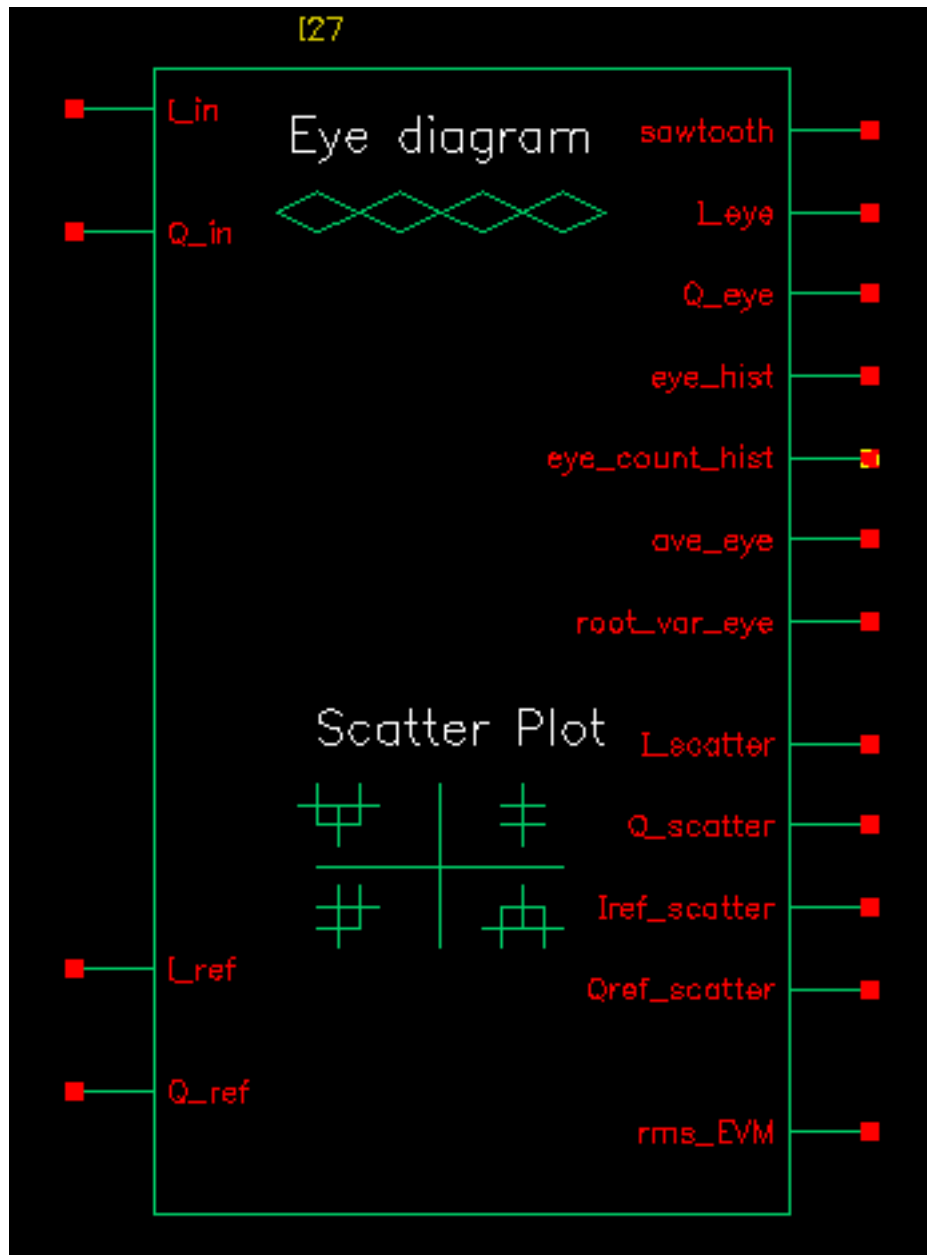 I27
I_in
Eye diagram
sawtooth
I_eye
Q_in
Q_eye
eye_hist
eye_count_hist
ave_eye
root_var_eye
Scatter Plot
I_scatter
Q_scatter
Iref_scatter
I_ref
Qref_scatter
Q_ref
rms_EVM